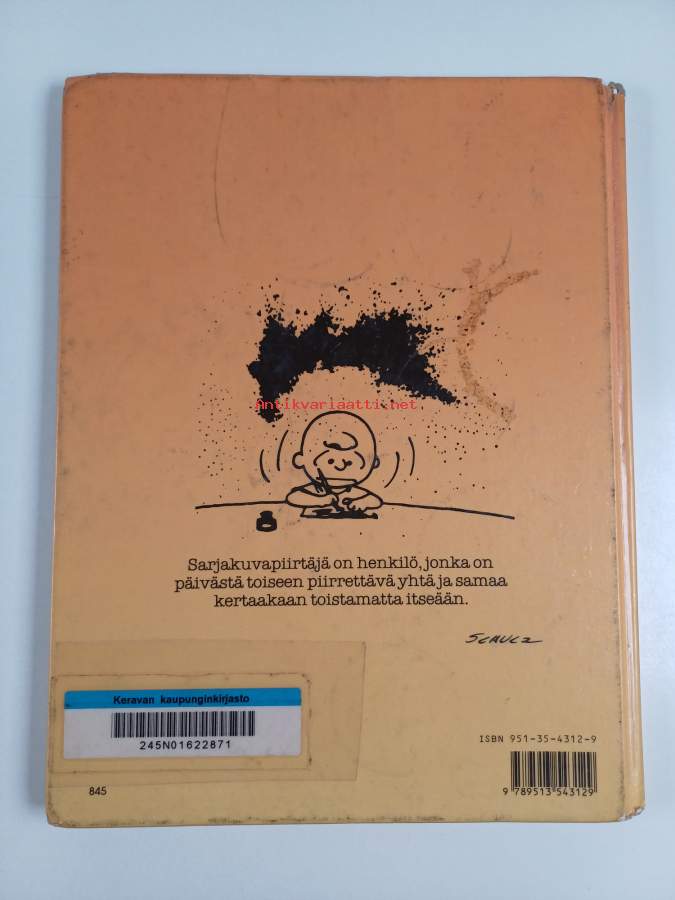 antikvariaatti.net
Sarjakuvapiirtäjä on henkilö, jonka on
päivästä toiseen piirrettävä yhtä ja samaa
kertaakaan toistamatta itseään.
SCHULZ
Keravan kaupunginkirjasto
245N01622871
ISBN 951-35-4312-9
9 789513 543129
845